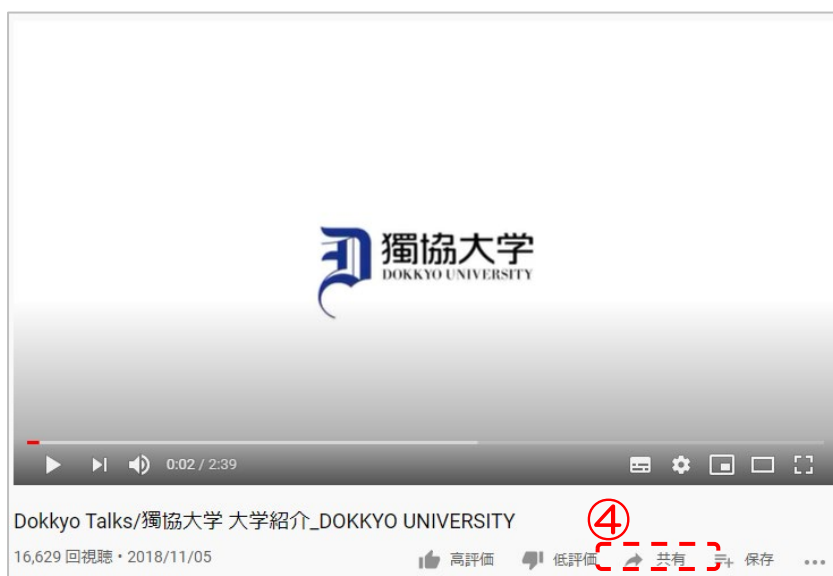 獨協大学
DOKKYO UNIVERSITY
0:02 / 2:39
Dokkyo Talks/獨協大学 大学紹介_DOKKYO UNIVERSITY
④
16,629 回視聴・2018/11/05 高評価 低評価 共有 保存